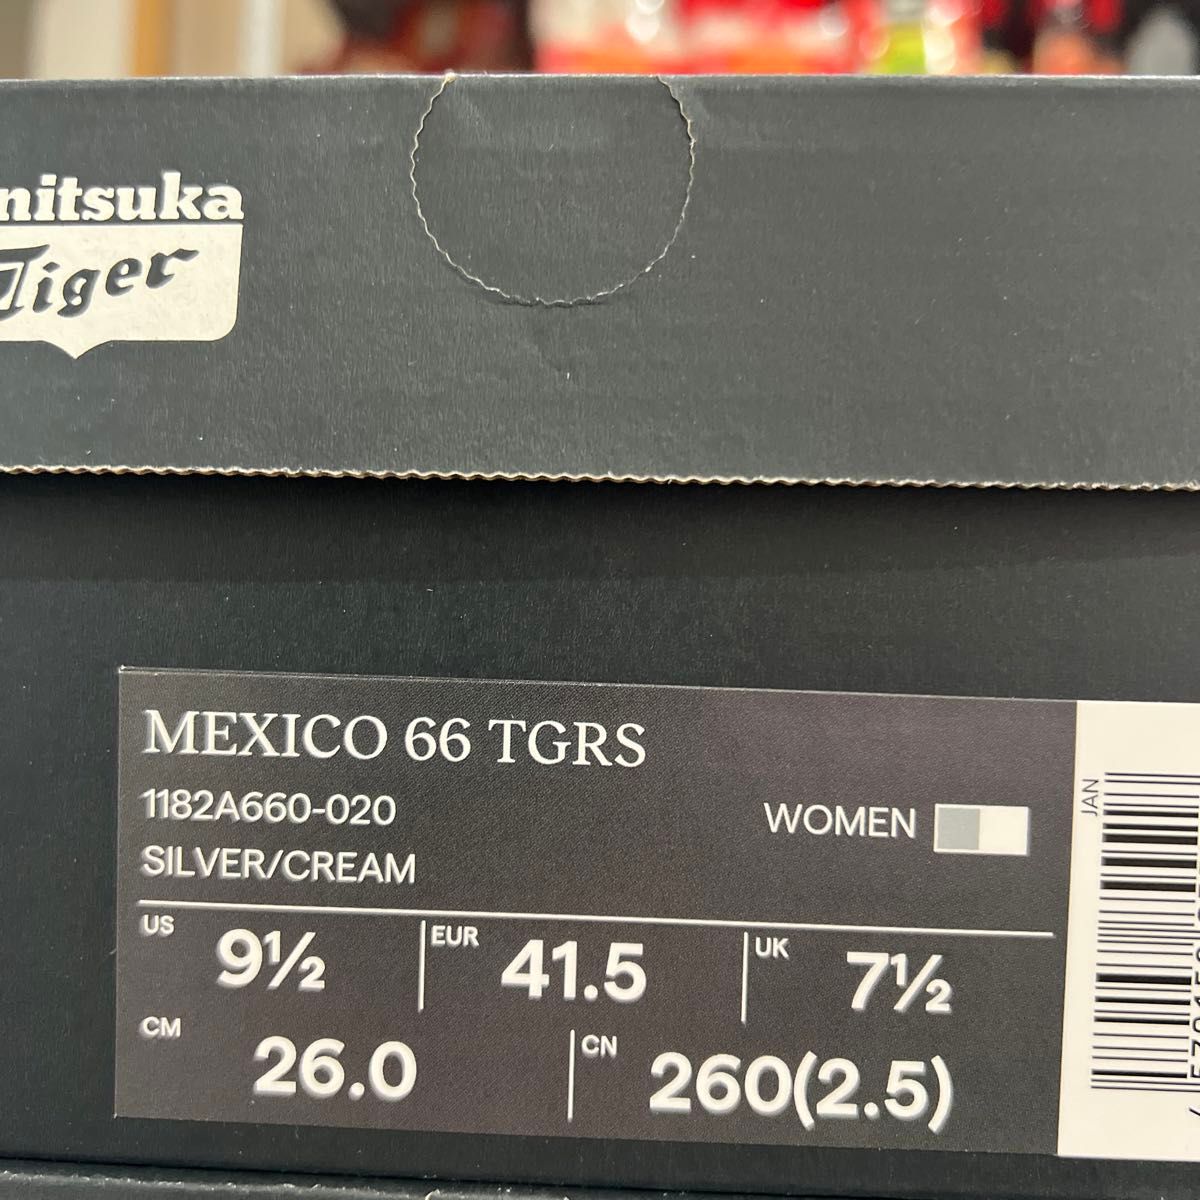 nitsuka
Tiger
MEXICO 66 TGRS
1182A660-020
SILVER/CREAM
WOMEN
US 9½
EUR 41.5
UK 7½
CM 26.0
CN 260(2.5)
JAN